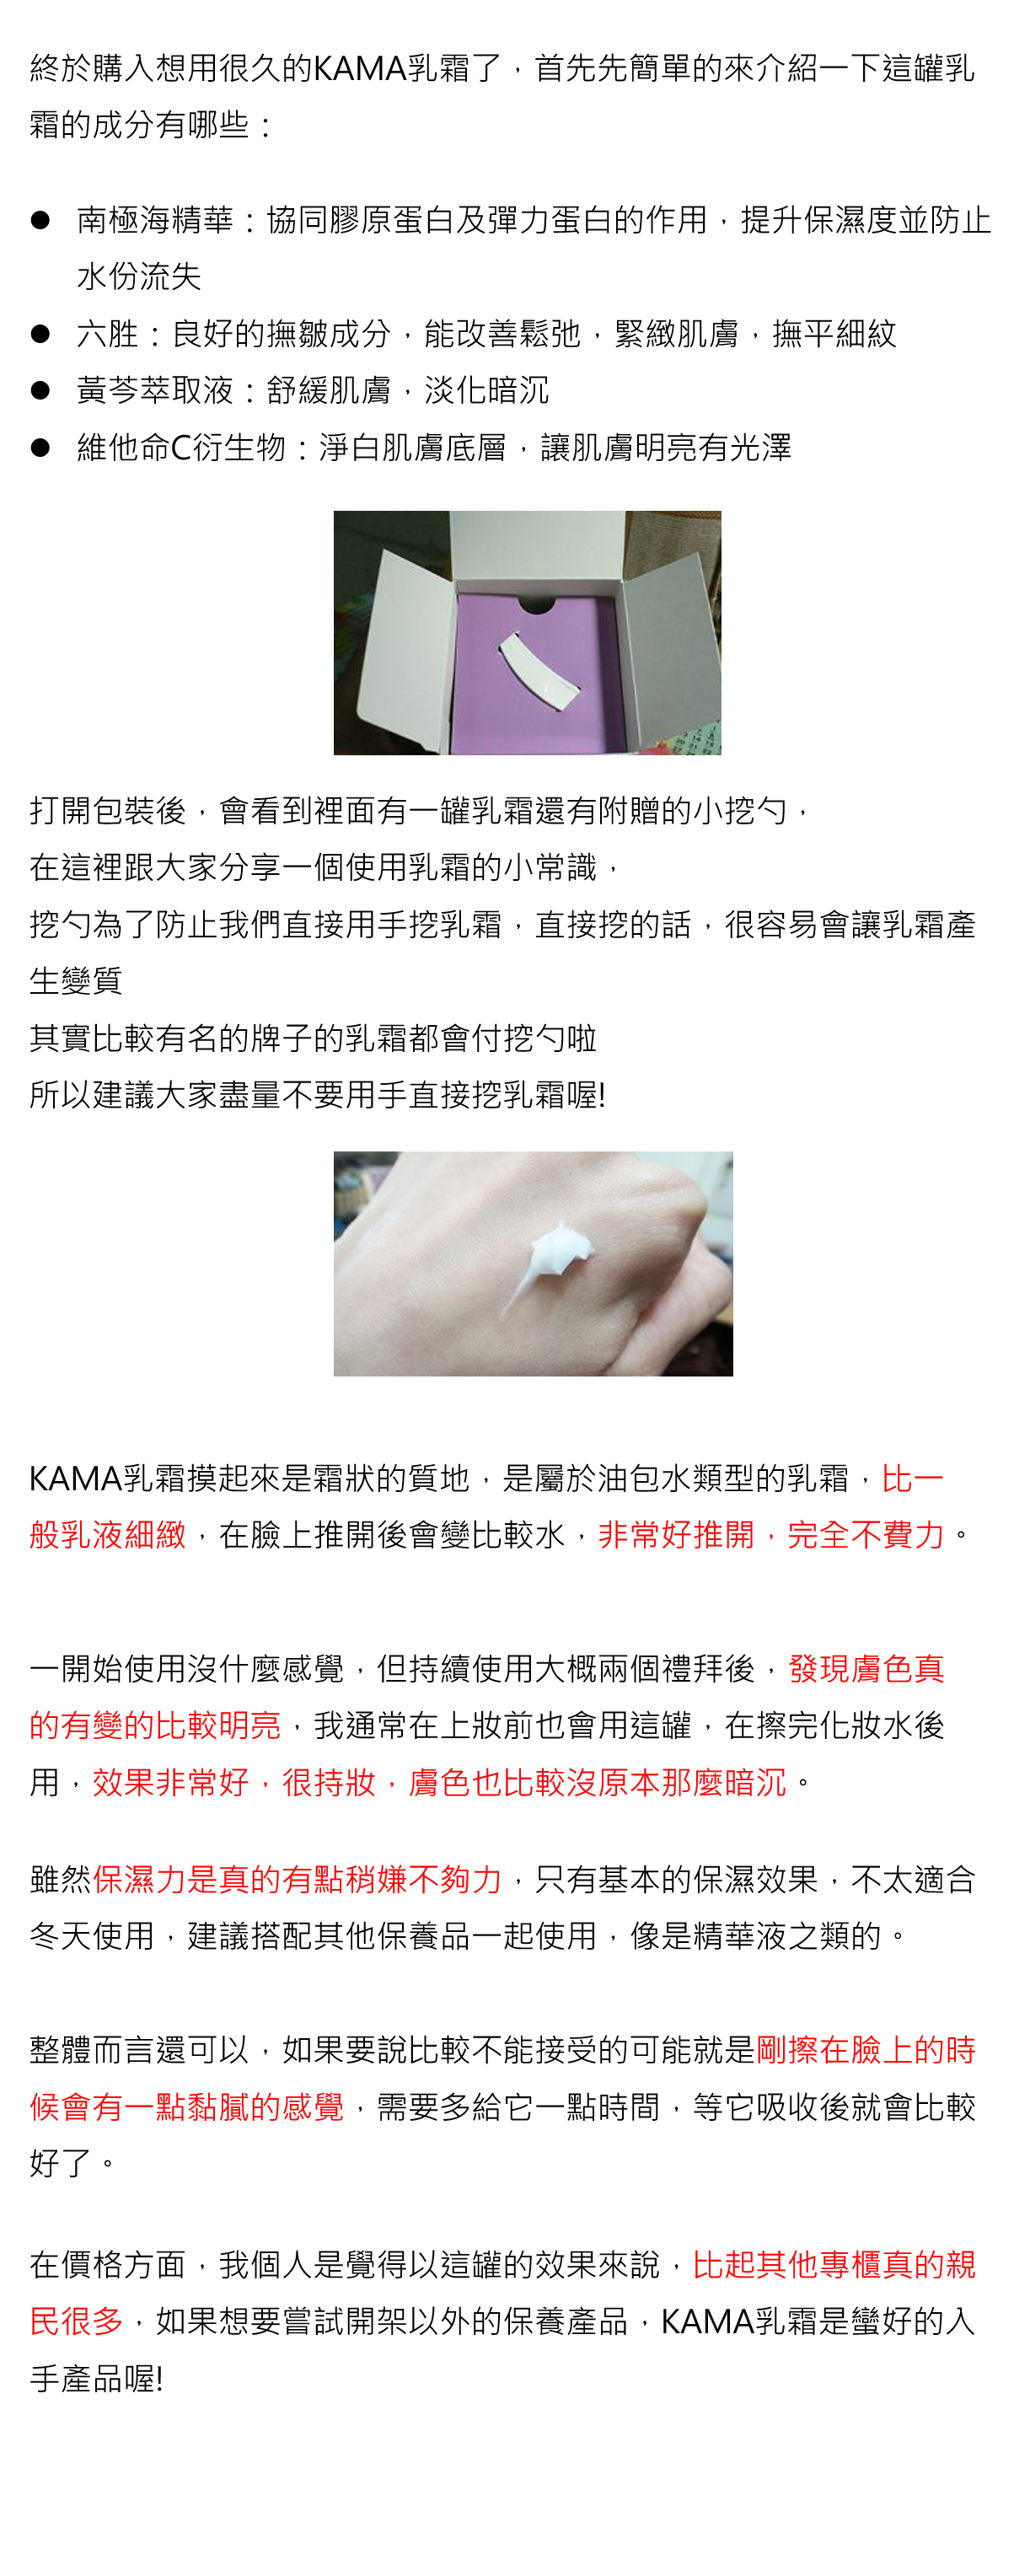 終於購入想用很久的KAMA乳霜了，首先先簡單的來介紹一下這罐乳
霜的成分有哪些：
● 南極海精華：協同膠原蛋白及彈力蛋白的作用，提升保濕度並防止
水份流失
● 六胜：良好的撫皺成分，能改善鬆弛，緊緻肌膚，撫平細紋
● 黃芩萃取液：舒緩肌膚，淡化暗沉
● 維他命C衍生物：淨白肌膚底層，讓肌膚明亮有光澤
打開包裝後，會看到裡面有一罐乳霜還有附贈的小挖勺，
在這裡跟大家分享一個使用乳霜的小常識，
挖勺為了防止我們直接用手挖乳霜，直接挖的話，很容易會讓乳霜產
生變質
其實比較有名的牌子的乳霜都會付挖勺啦
所以建議大家盡量不要用手直接挖乳霜喔!
KAMA乳霜摸起來是霜狀的質地，是屬於油包水類型的乳霜，比一
般乳液細緻，在臉上推開後會變比較水，非常好推開，完全不費力。
一開始使用沒什麼感覺，但持續使用大概兩個禮拜後，發現膚色真
的有變的比較明亮，我通常在上妝前也會用這罐，在擦完化妝水後
用，效果非常好，很持妝，膚色也比較沒原本那麼暗沉。
雖然保濕力是真的有點稍嫌不夠力，只有基本的保濕效果，不太適合
冬天使用，建議搭配其他保養品一起使用，像是精華液之類的。
整體而言還可以，如果要說比較不能接受的可能就是剛擦在臉上的時
候會有一點黏膩的感覺，需要多給它一點時間，等它吸收後就會比較
好了。
在價格方面，我個人是覺得以這罐的效果來說，比起其他專櫃真的親
民很多，如果想要嘗試開架以外的保養產品，KAMA乳霜是蠻好的入
手產品喔!